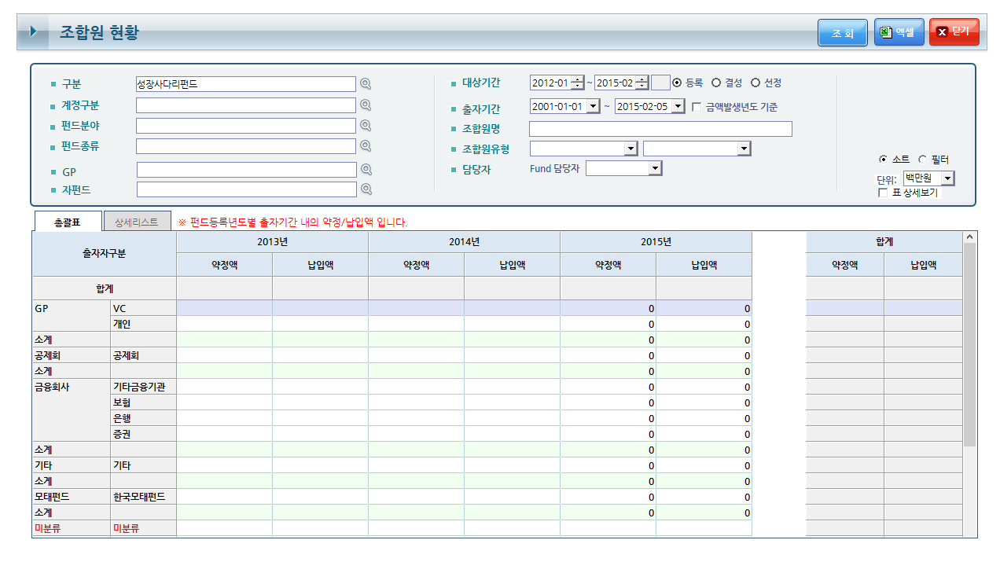 조합원 현황
조 회 엑셀 닫기
구분 성장사다리펀드
계정구분
펀드분야
펀드종류
GP
자펀드
대상기간 2012-01 ~ 2015-02 등록 결성 선정
출자기간 2001-01-01 ~ 2015-02-05 금액발생년도 기준
조합원명
조합원유형
담당자 Fund 담당자
소트 필터
단위: 백만원
표 상세보기
총괄표 상세리스트 ※ 펀드등록년도별 출자기간 내의 약정/납입액 입니다.
출자자구분 2013년 2014년 2015년 합계
약정액 납입액 약정액 납입액 약정액 납입액 약정액 납입액
합계
GP VC 0 0
개인 0 0
소계 0 0
공제회 공제회 0 0
소계 0 0
금융회사 기타금융기관 0 0
보험 0 0
은행 0 0
증권 0 0
소계 0 0
기타 기타 0 0
소계 0 0
모태펀드 한국모태펀드 0 0
소계 0 0
미분류 미분류